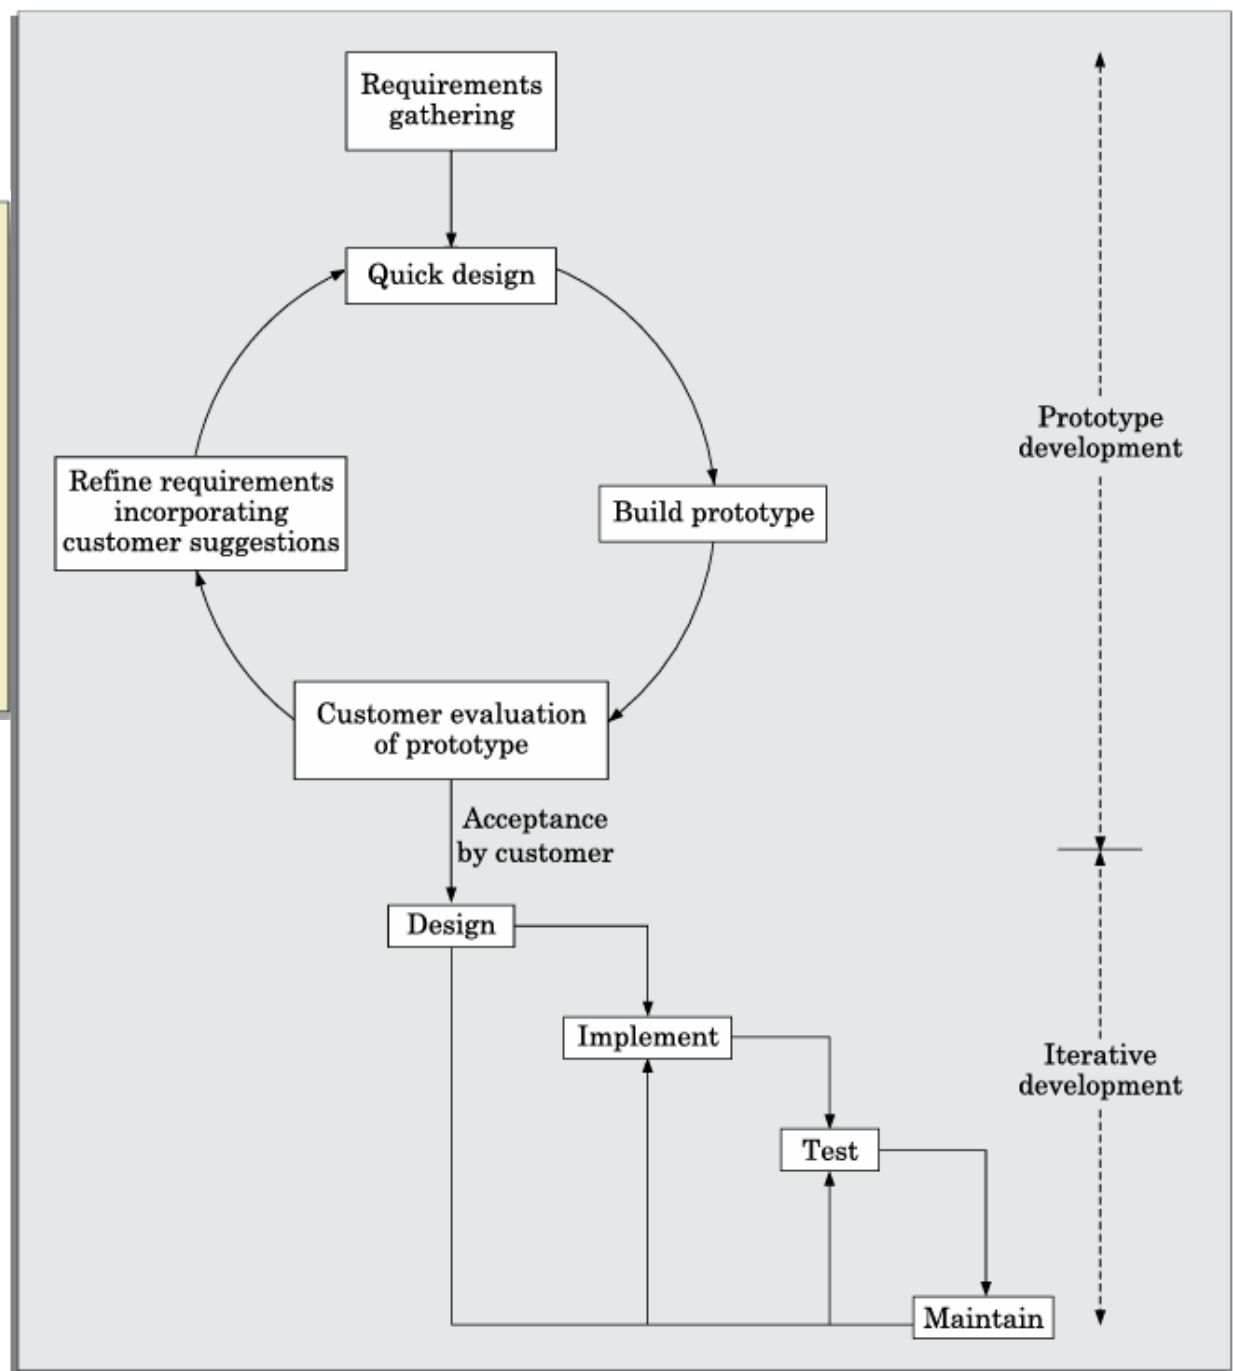 Requirements
gathering
Quick design
Prototype
development
Refine requirements
incorporating
customer suggestions
Build prototype
Customer evaluation
of prototype
Acceptance
by customer
Design
Implement
Iterative
development
Test
Maintain